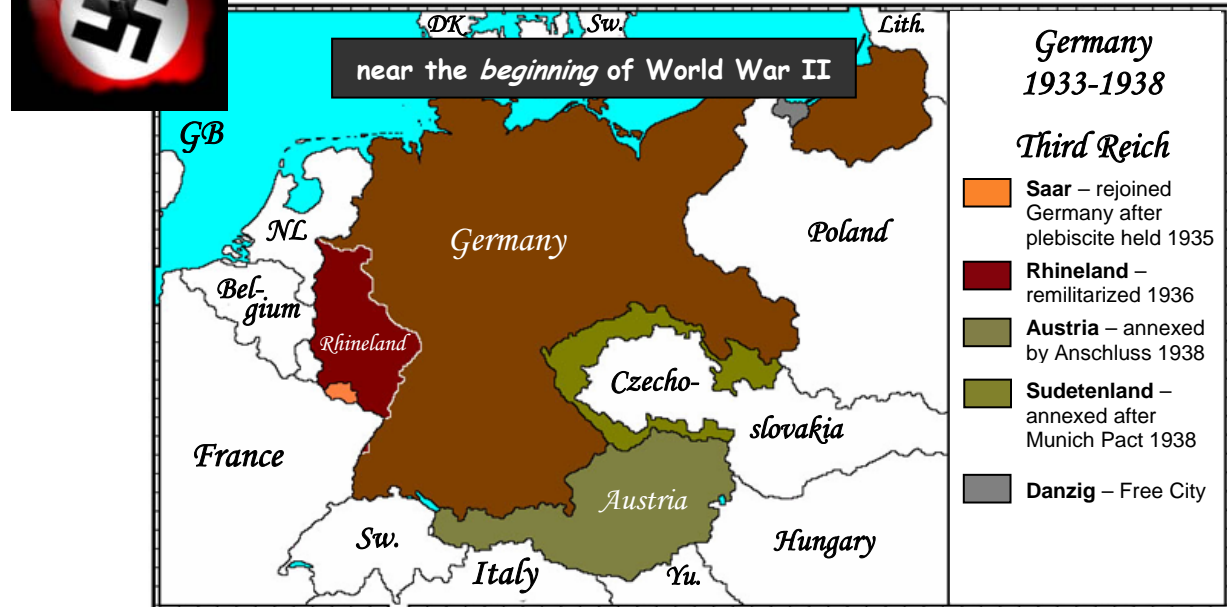 DK
Sw.
Lith.
near the beginning of World War II
GB
NL
Germany
Poland
Bel-
gium
Rhineland
Czecho-
slovakia
France
Austria
Sw.
Italy
Yu.
Hungary
Germany
1933-1938
Third Reich
Saar – rejoined
Germany after
plebiscite held 1935
Rhineland –
remilitarized 1936
Austria – annexed
by Anschluss 1938
Sudetenland –
annexed after
Munich Pact 1938
Danzig – Free City